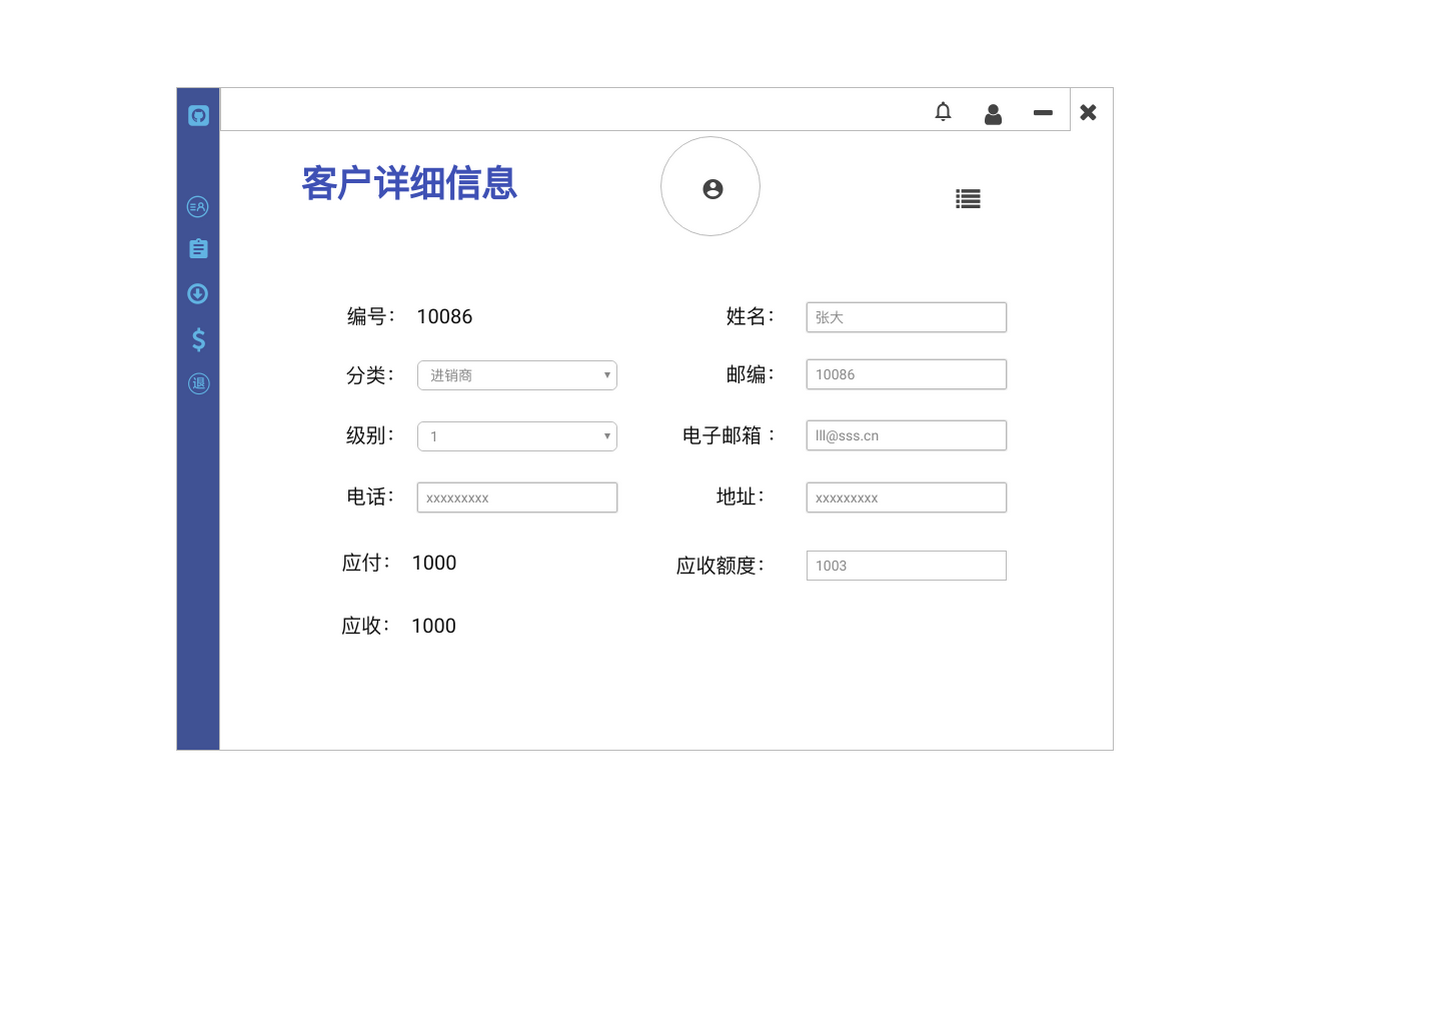 客户详细信息
编号： 10086 姓名： 张大
分类： 进销商 邮编： 10086
级别： 1 电子邮箱 ： lll@sss.cn
电话： xxxxxxxxx 地址： xxxxxxxxx
应付： 1000 应收额度： 1003
应收： 1000
退